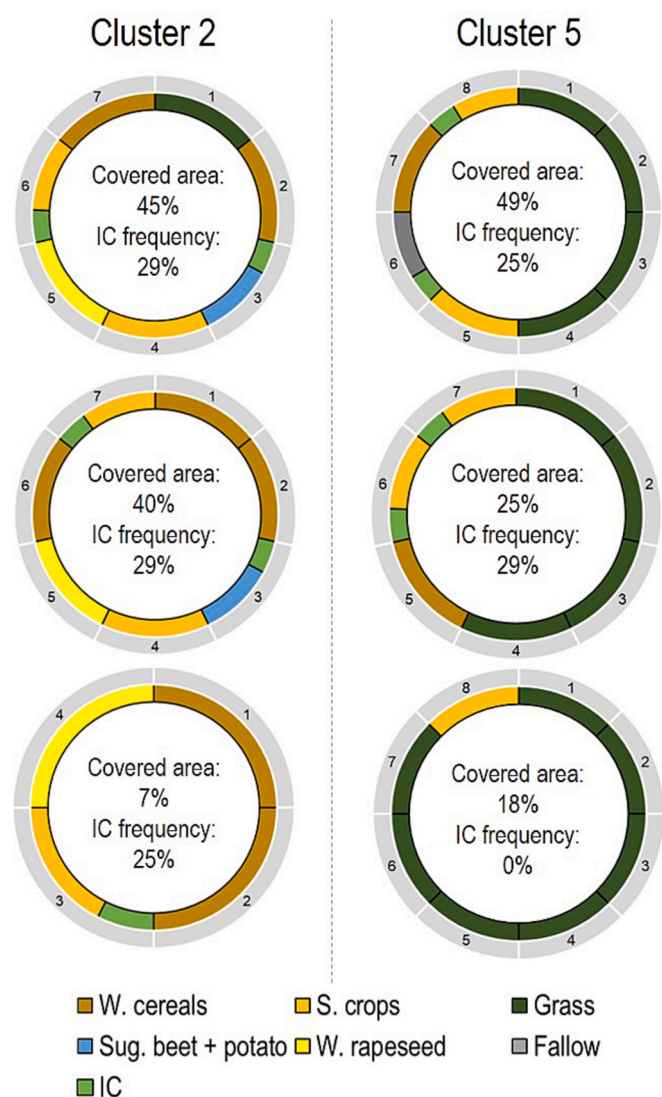 Cluster 2
Cluster 5
7
1
6
2
5
3
4
Covered area:
45%
IC frequency:
29%
8
1
7
2
6
3
5
4
Covered area:
49%
IC frequency:
25%
7
1
6
2
5
3
4
Covered area:
40%
IC frequency:
29%
7
1
6
2
5
3
4
Covered area:
25%
IC frequency:
29%
4
1
3
2
Covered area:
7%
IC frequency:
25%
8
1
7
2
6
3
5
4
Covered area:
18%
IC frequency:
0%
W. cereals
S. crops
Grass
Sug. beet + potato
W. rapeseed
Fallow
IC